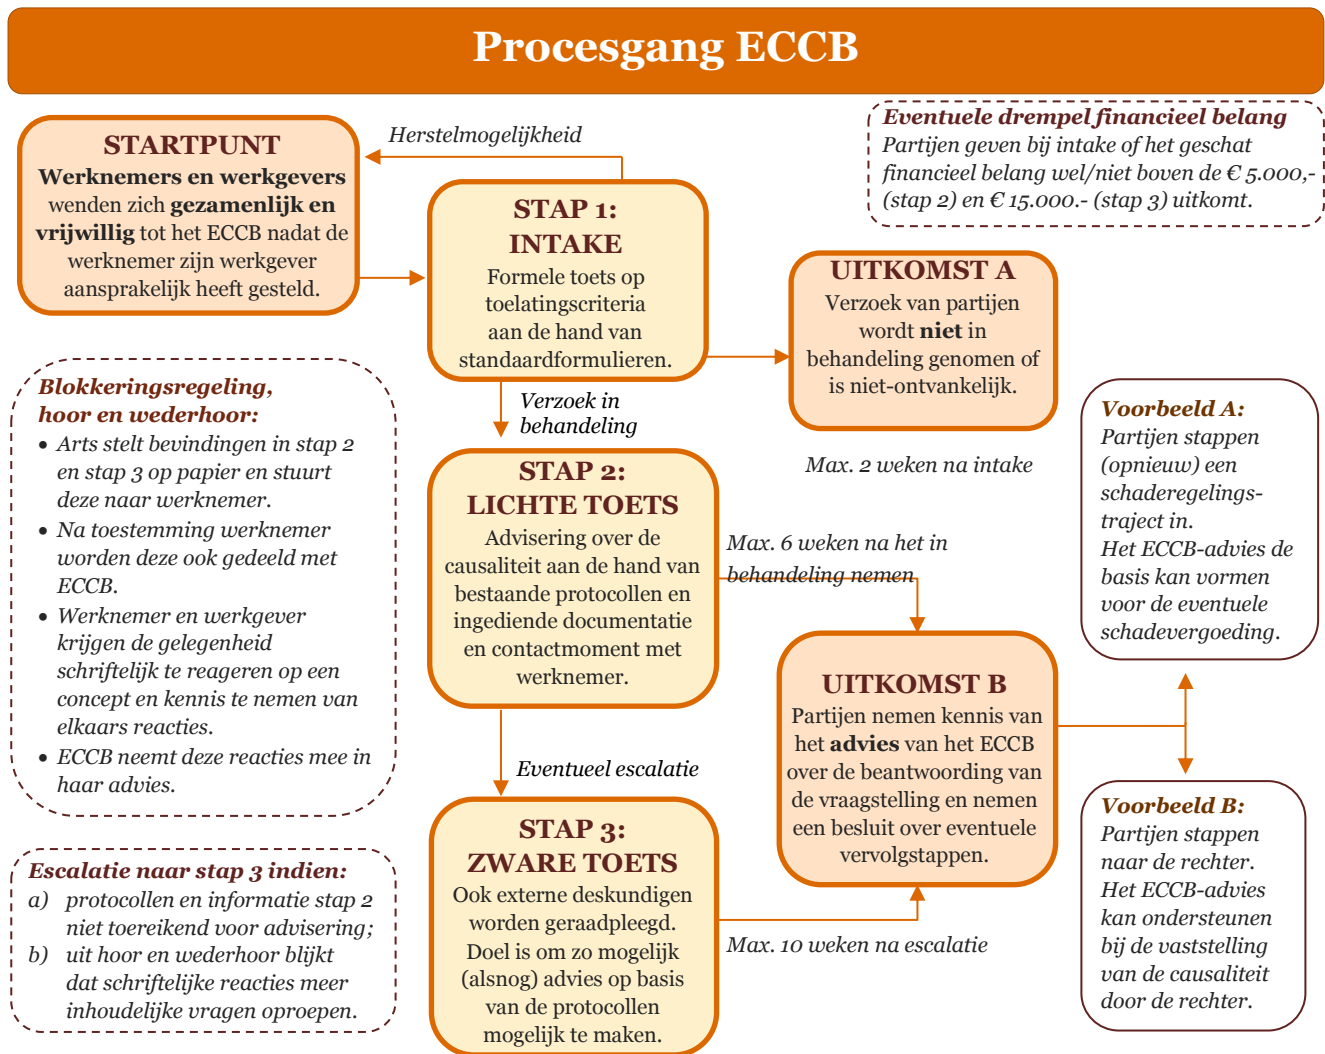 Procesgang ECCB
STARTPUNT
Werknemers en werkgevers
wenden zich gezamenlijk en
vrijwillig tot het ECCB nadat de
werknemer zijn werkgever
aansprakelijk heeft gesteld.
Herstelmogelijkheid
Eventuele drempel financieel belang
Partijen geven bij intake of het geschat
financieel belang wel/niet boven de € 5.000,-
(stap 2) en € 15.000.- (stap 3) uitkomt.
STAP 1:
INTAKE
Formele toets op
toelatingscriteria
aan de hand van
standaardformulieren.
UITKOMST A
Verzoek van partijen
wordt niet in
behandeling genomen of
is niet-ontvankelijk.
Max. 2 weken na intake
Verzoek in
behandeling
Blokkeringsregeling,
hoor en wederhoor:
• Arts stelt bevindingen in stap 2
en stap 3 op papier en stuurt
deze naar werknemer.
• Na toestemming werknemer
worden deze ook gedeeld met
ECCB.
• Werknemer en werkgever
krijgen de gelegenheid
schriftelijk te reageren op een
concept en kennis te nemen van
elkaars reacties.
• ECCB neemt deze reacties mee in
haar advies.
STAP 2:
LICHTE TOETS
Advisering over de
causaliteit aan de hand van
bestaande protocollen en
ingediende documentatie
en contactmoment met
werknemer.
Max. 6 weken na het in
behandeling nemen
Eventueel escalatie
STAP 3:
ZWARE TOETS
Ook externe deskundigen
worden geraadpleegd.
Doel is om zo mogelijk
(alsnog) advies op basis
van de protocollen
mogelijk te maken.
Max. 10 weken na escalatie
UITKOMST B
Partijen nemen kennis van
het advies van het ECCB
over de beantwoording van
de vraagstelling en nemen
een besluit over eventuele
vervolgstappen.
Voorbeeld A:
Partijen stappen
(opnieuw) een
schaderegelings-
traject in.
Het ECCB-advies de
basis kan vormen
voor de eventuele
schadevergoeding.
Voorbeeld B:
Partijen stappen
naar de rechter.
Het ECCB-advies
kan ondersteunen
bij de vaststelling
van de causaliteit
door de rechter.
Escalatie naar stap 3 indien:
a) protocollen en informatie stap 2
niet toereikend voor advisering;
b) uit hoor en wederhoor blijkt
dat schriftelijke reacties meer
inhoudelijke vragen oproepen.